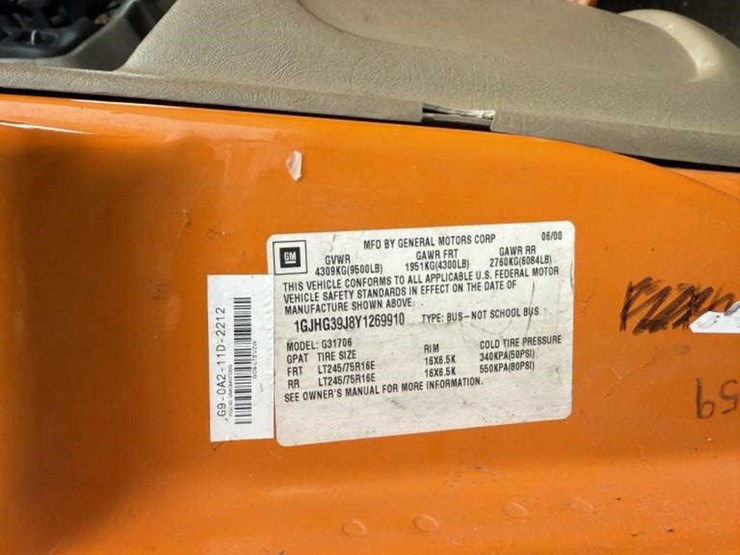 GM
MFD BY GENERAL MOTORS CORP 06/00
GVWR GAWR FRT GAWR RR
4309KG(9500LB) 1951KG(4300LB) 2760KG(6084LB)
THIS VEHICLE CONFORMS TO ALL APPLICABLE U.S. FEDERAL MOTOR
VEHICLE SAFETY STANDARDS IN EFFECT ON THE DATE OF
MANUFACTURE SHOWN ABOVE.
1GJHG39J8Y1269910 TYPE: BUS-NOT SCHOOL BUS
MODEL: G31706
GPAT TIRE SIZE RIM COLD TIRE PRESSURE
FRT LT245/75R16E 16X6.5K 340KPA(50PSI)
RR LT245/75R16E 16X6.5K 550KPA(80PSI)
SEE OWNER'S MANUAL FOR MORE INFORMATION.
G9-0A2-11D-2212
59